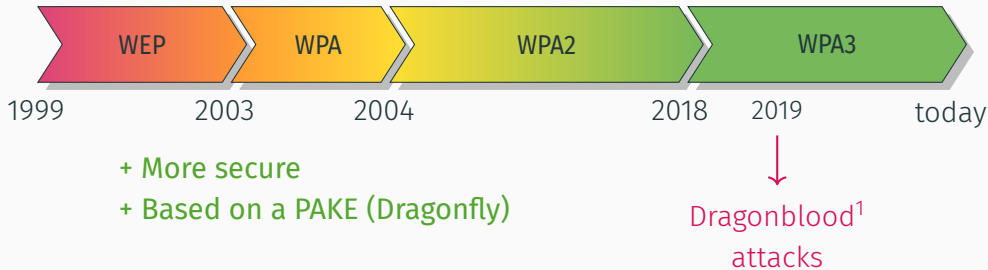 WEP WPA WPA2 WPA3
1999 2003 2004 2018 2019 today
+ More secure
+ Based on a PAKE (Dragonfly)
Dragonblood1
attacks